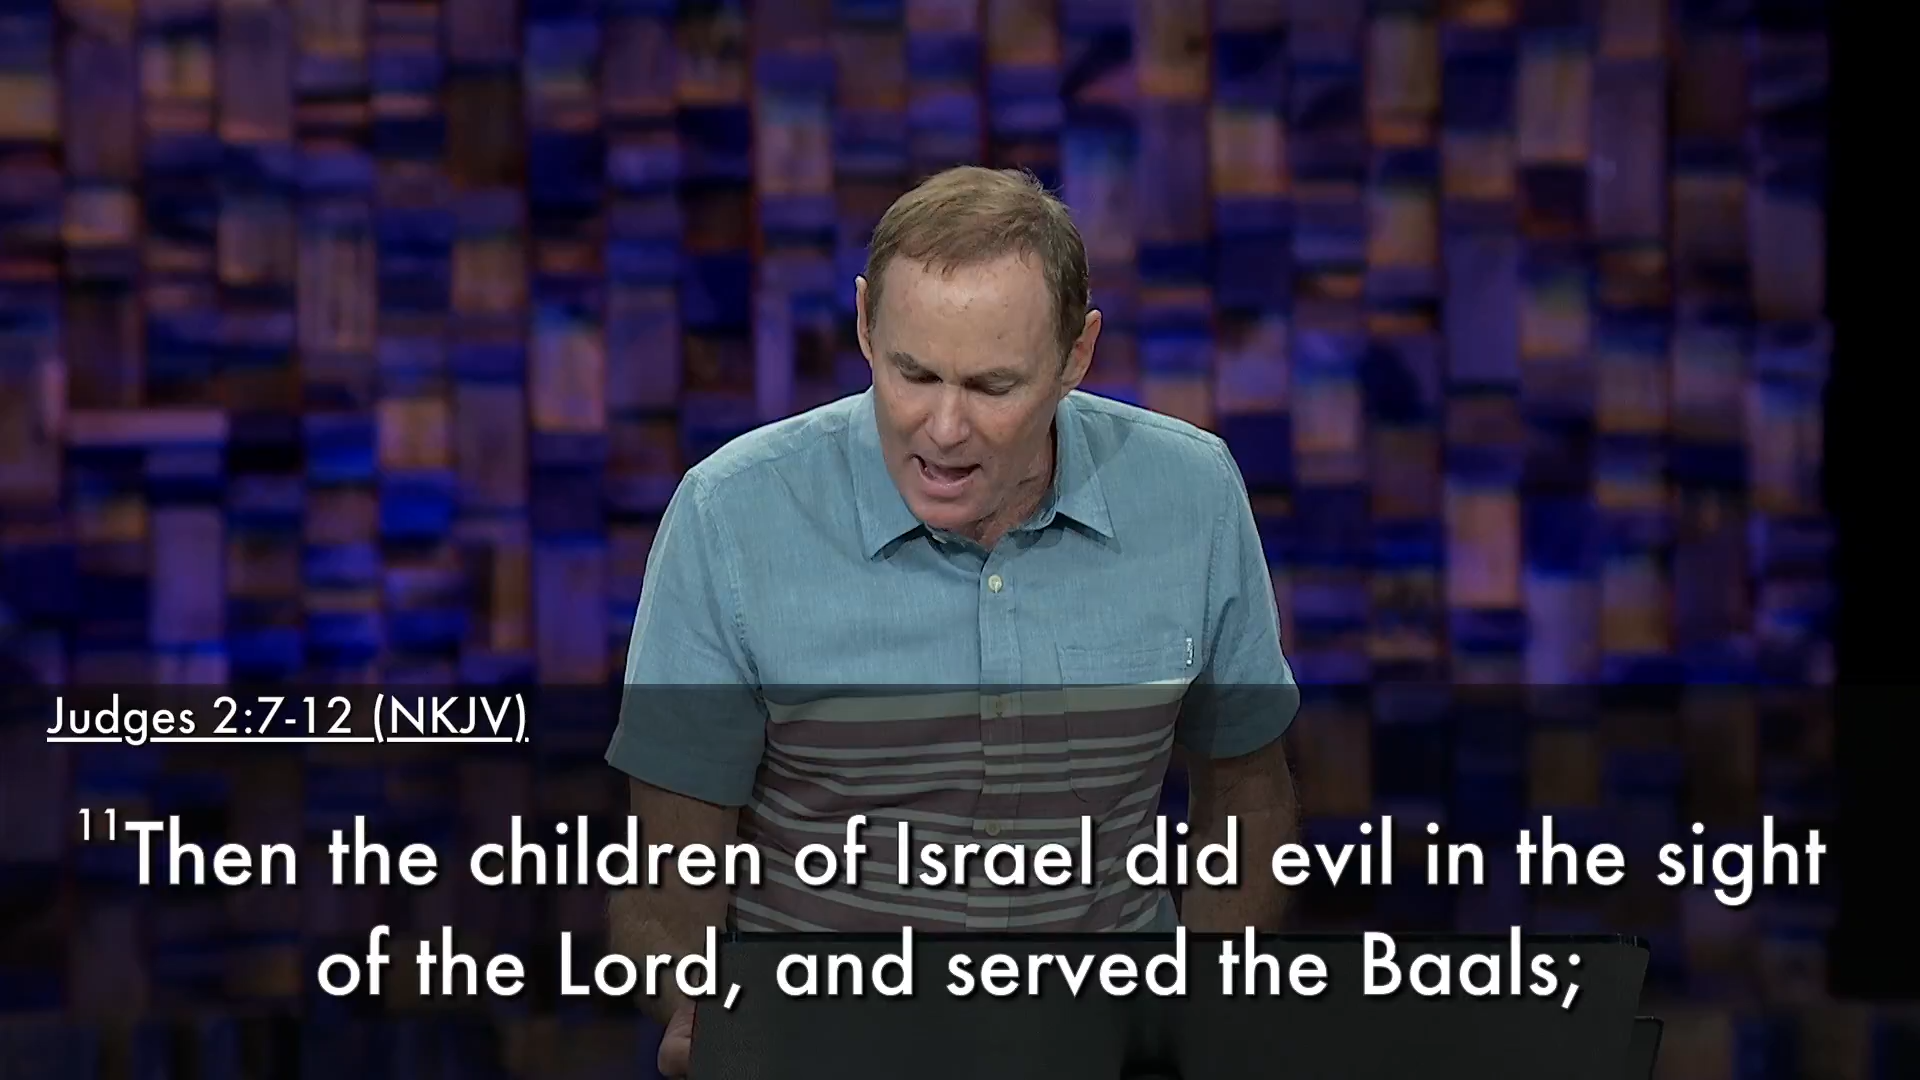 Judges 2:7-12 (NKJV)
11Then the children of Israel did evil in the sight
of the Lord, and served the Baals;